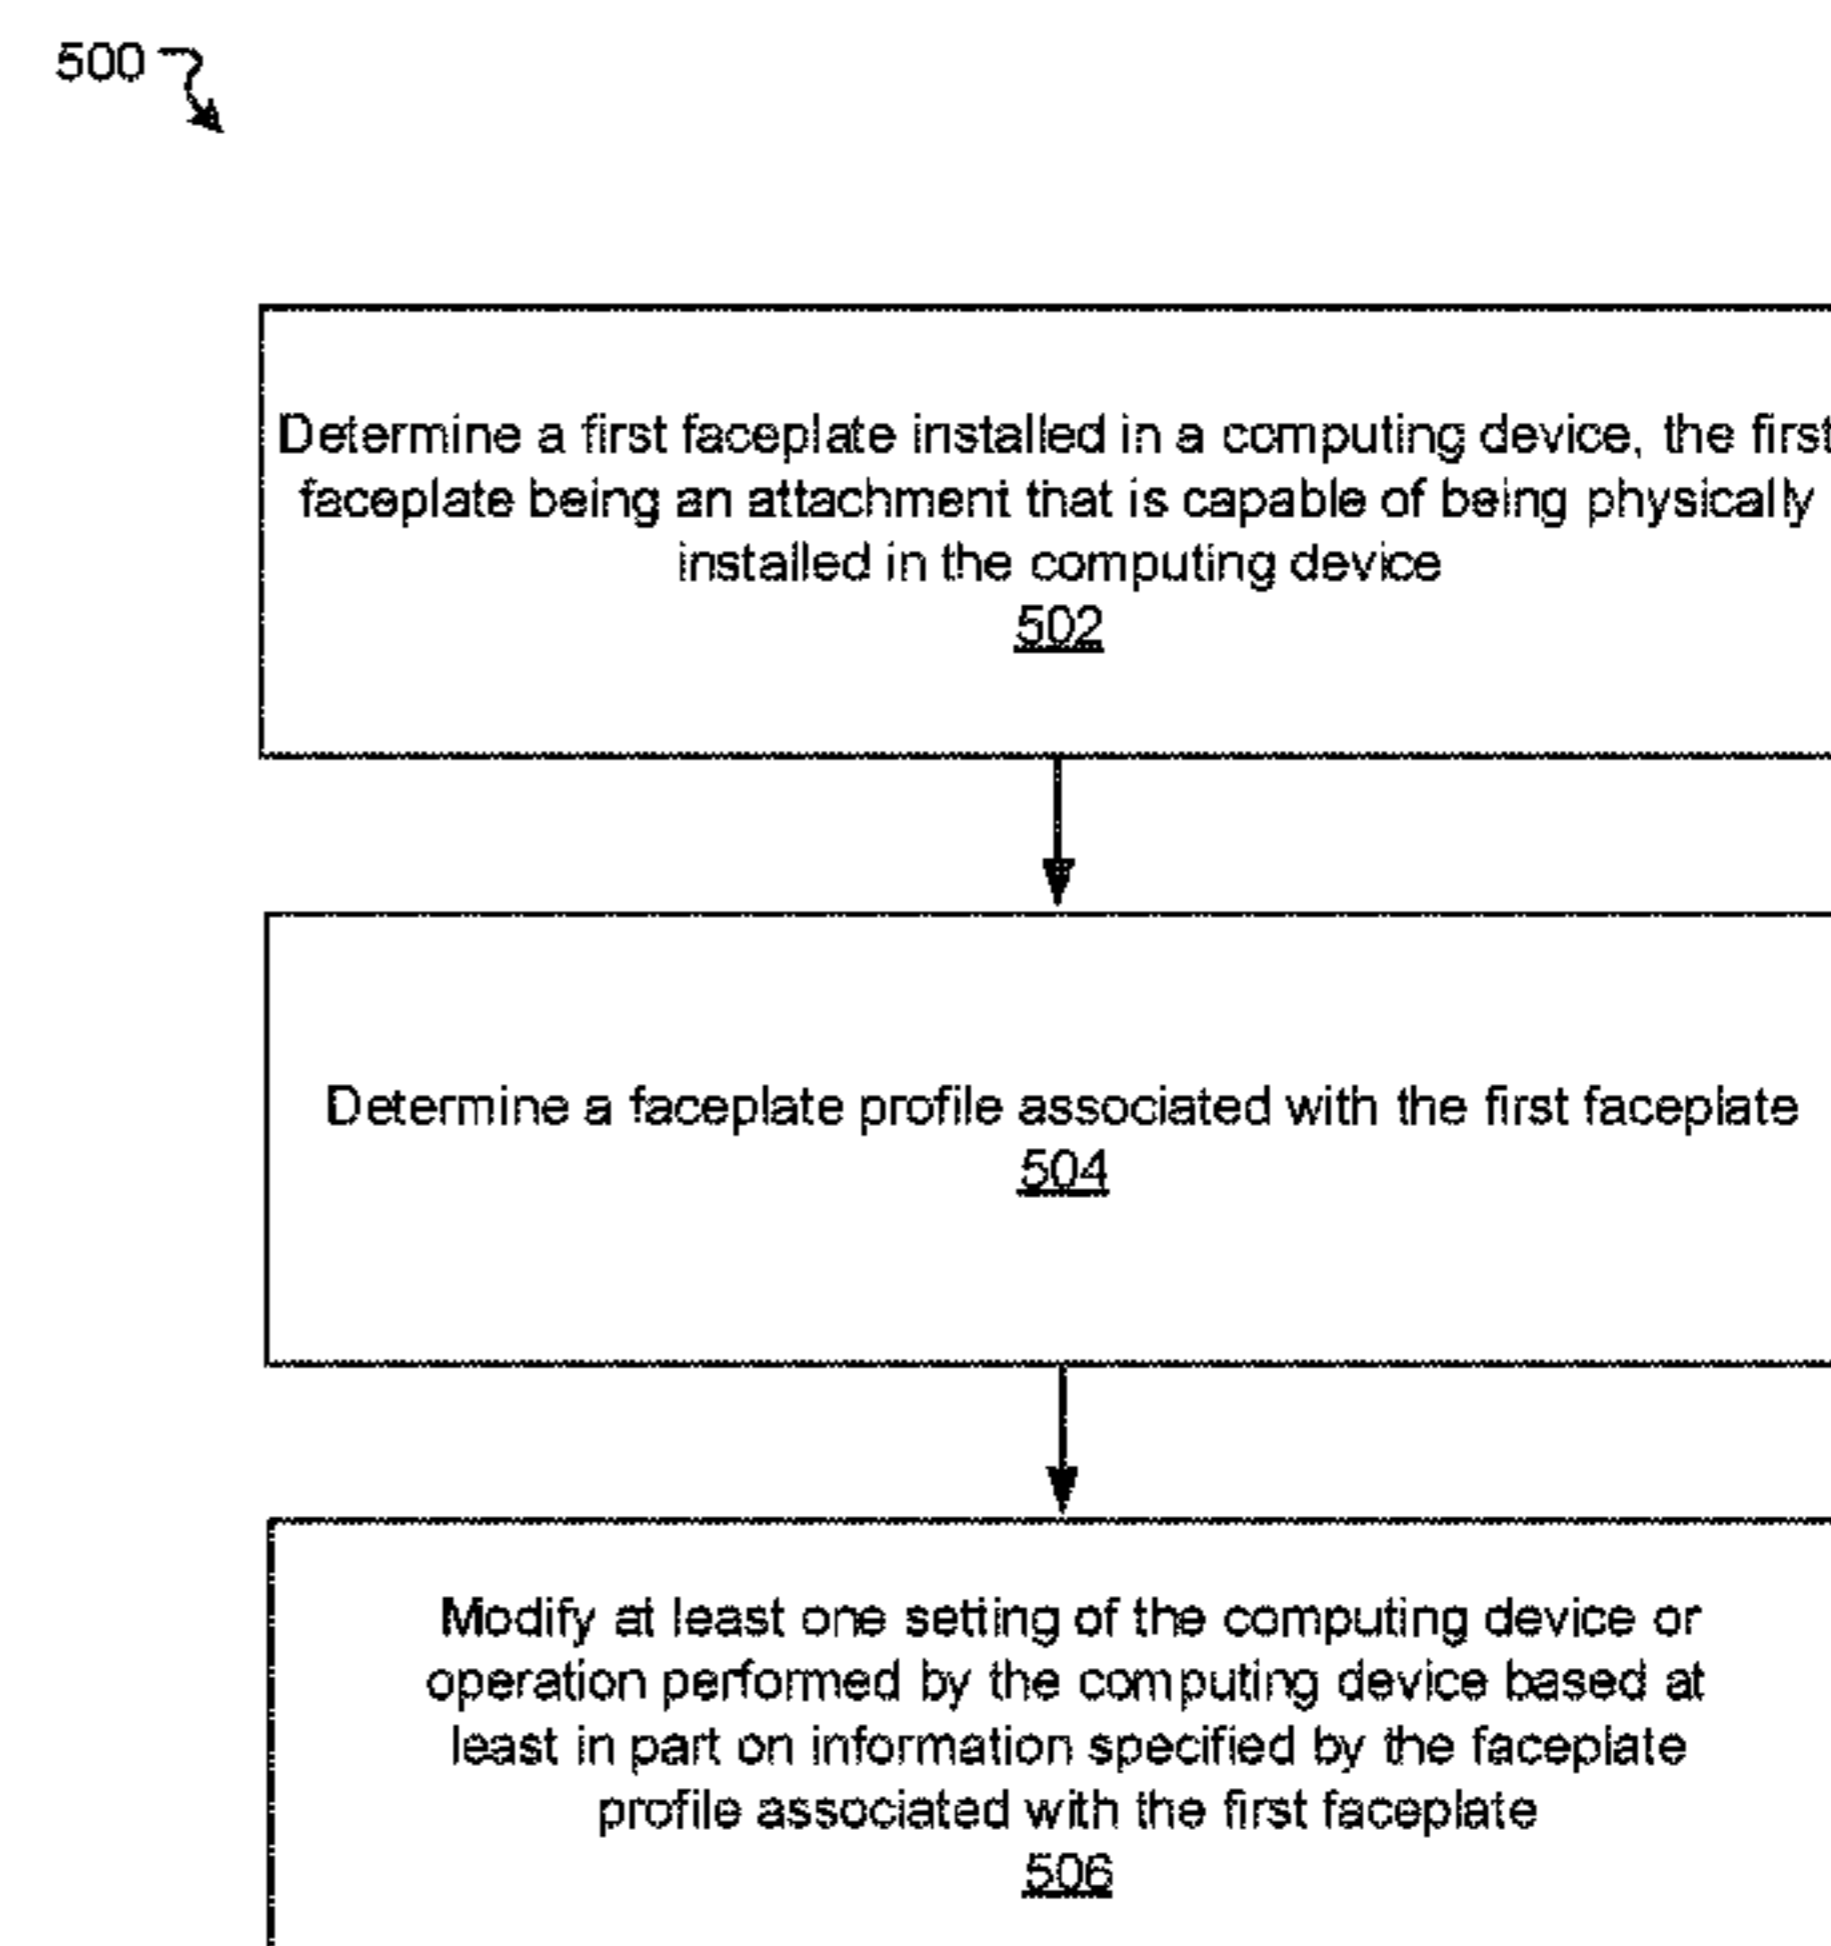 500
Determine a first faceplate installed in a computing device, the first
faceplate being an attachment that is capable of being physically
installed in the computing device
502
Determine a faceplate profile associated with the first faceplate
504
Modify at least one setting of the computing device or
operation performed by the computing device based at
least in part on information specified by the faceplate
profile associated with the first faceplate
506